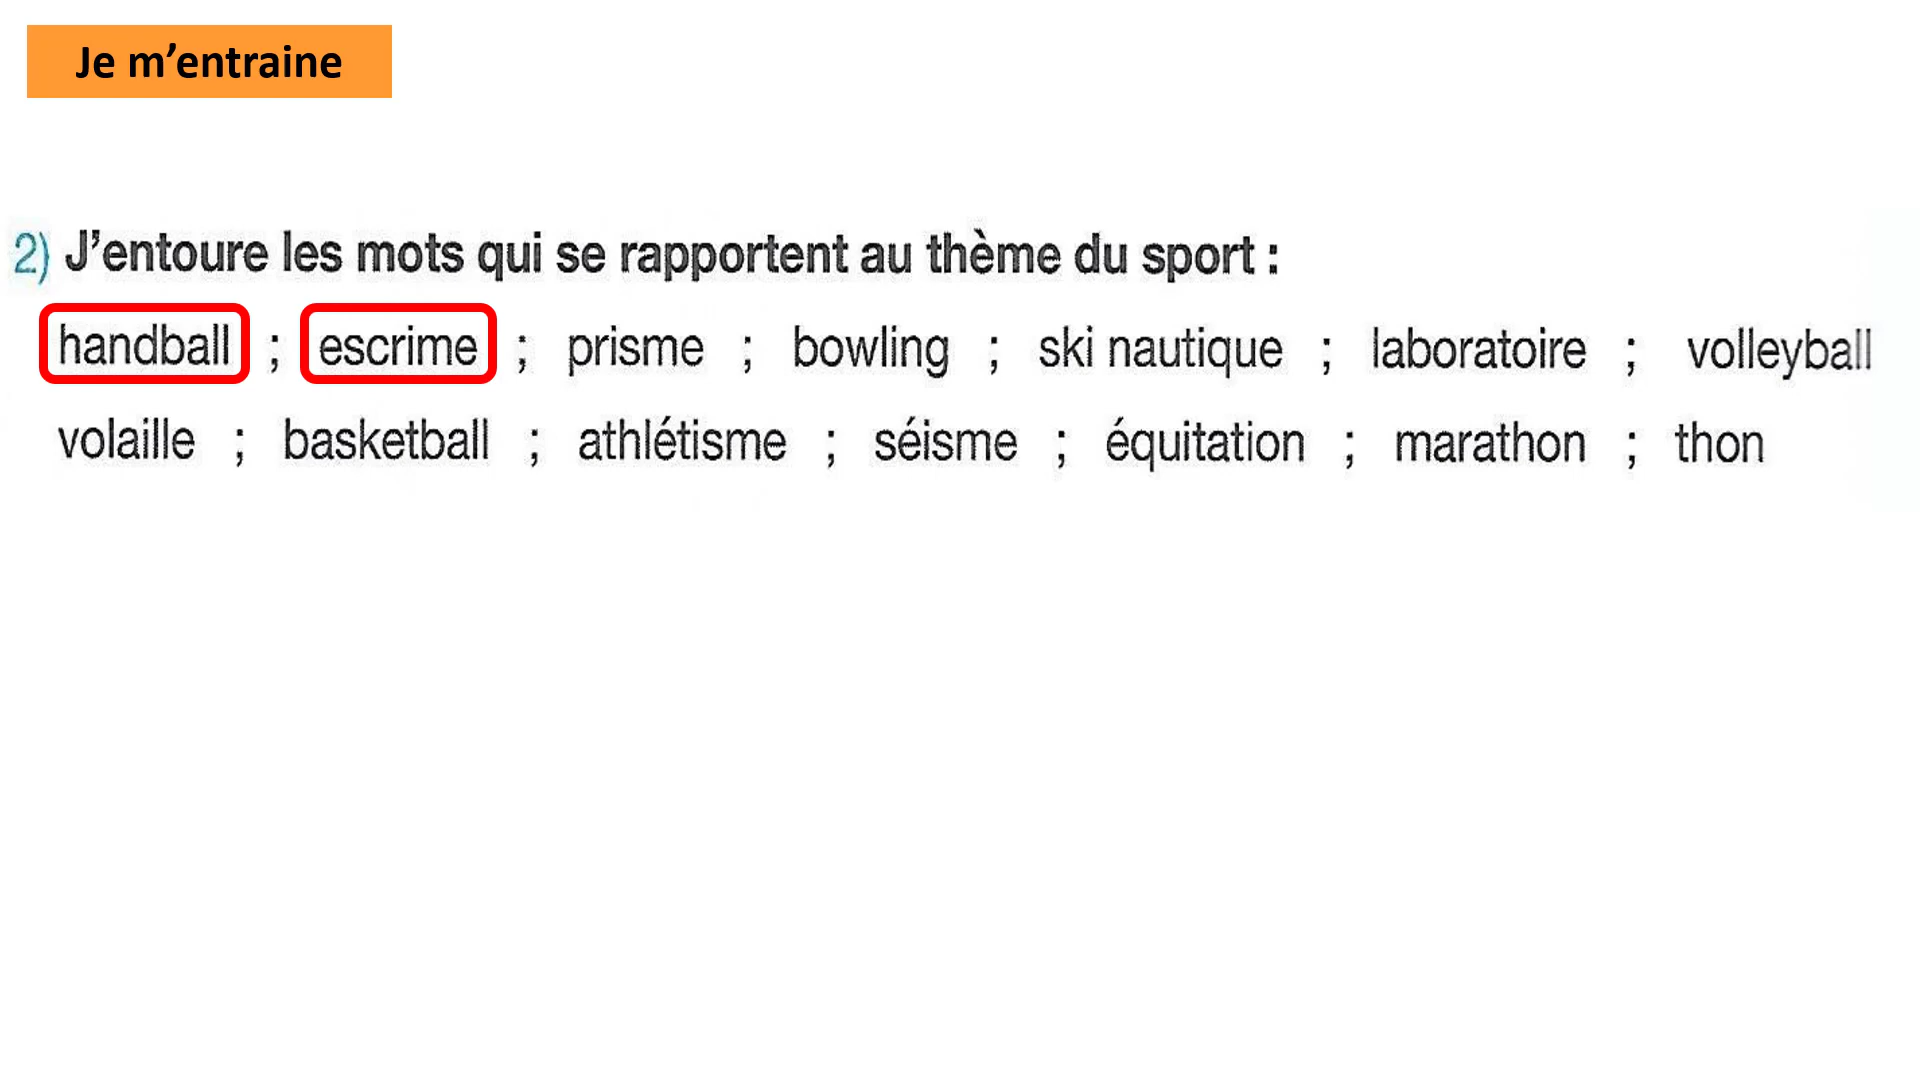 Je m’entraine
2) J’entoure les mots qui se rapportent au thème du sport :
handball ; escrime ; prisme ; bowling ; ski nautique ; laboratoire ; volleyball
volaille ; basketball ; athlétisme ; séisme ; équitation ; marathon ; thon